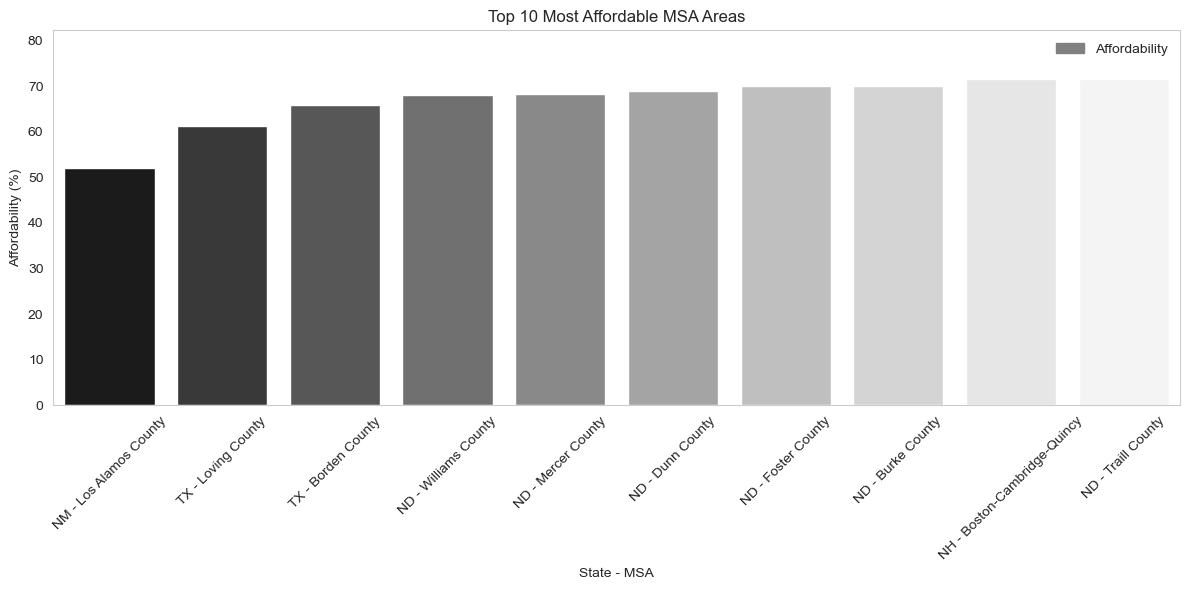 Top 10 Most Affordable MSA Areas
Affordability
Affordability (%)
80
70
60
50
40
30
20
10
0
NM - Los Alamos County
TX - Loving County
TX - Borden County
ND - Williams County
ND - Mercer County
ND - Dunn County
ND - Foster County
ND - Burke County
NH - Boston-Cambridge-Quincy
ND - Traill County
State - MSA